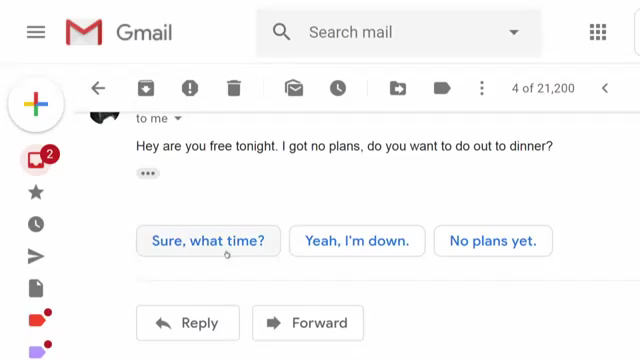 Gmail
Search mail
4 of 21,200
to me
Hey are you free tonight. I got no plans, do you want to do out to dinner?
2
Sure, what time?
Yeah, I'm down.
No plans yet.
Reply
Forward